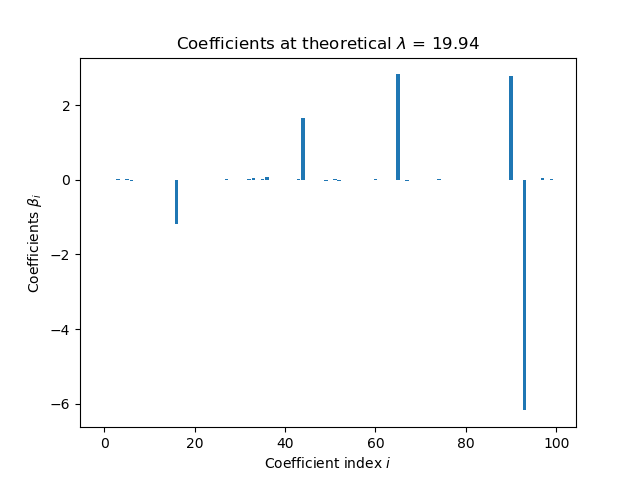 Coefficients at theoretical λ = 19.94
Coefficients βᵢ
2
0
−2
−4
−6
0 20 40 60 80 100
Coefficient index i